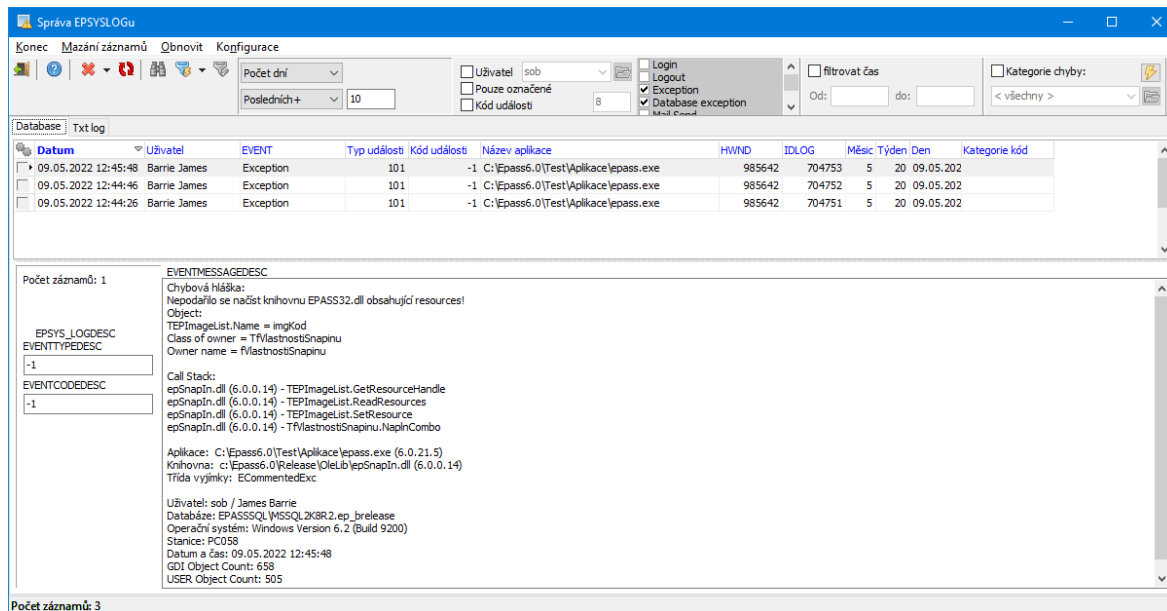 Správa EPSYSLOGu
Konec Mazání záznamů Obnovit Konfigurace
Počet dní
Posledních+ 10
Uživatel sob
Pouze označené
Kód události 8
Login
Logout
Exception
Database exception
Mail Send
filtrovat čas
Od: do:
Kategorie chyby:
< všechny >
Database Txt log
Datum Uživatel EVENT Typ události Kód události Název aplikace HWND IDLOG Měsic Týden Den Kategorie kód
09.05.2022 12:45:48 Barrie James Exception 101 -1 C:\Epass6.0\Test\Aplikace\epass.exe 985642 704753 5 20 09.05.202
09.05.2022 12:44:46 Barrie James Exception 101 -1 C:\Epass6.0\Test\Aplikace\epass.exe 985642 704752 5 20 09.05.202
09.05.2022 12:44:26 Barrie James Exception 101 -1 C:\Epass6.0\Test\Aplikace\epass.exe 985642 704751 5 20 09.05.202
Počet záznamů: 1
EPSYS_LOGDESC
EVENTTYPEDESC
-1
EVENTCODEDESC
-1
EVENTMESSAGEDESC
Chybová hláška:
Nepodařilo se načíst knihovnu EPASS32.dll obsahující resources!
Object:
TEPImageList.Name = imgKod
Class of owner = TfVlastnostiSnapinu
Owner name = fVlastnostiSnapinu
Call Stack:
epSnapIn.dll (6.0.0.14) - TEPImageList.GetResourceHandle
epSnapIn.dll (6.0.0.14) - TEPImageList.ReadResources
epSnapIn.dll (6.0.0.14) - TEPImageList.SetResource
epSnapIn.dll (6.0.0.14) - TfVlastnostiSnapinu.NaplnCombo
Aplikace: C:\Epass6.0\Test\Aplikace\epass.exe (6.0.21.5)
Knihovna: c:\Epass6.0\Release\OleLib\epSnapIn.dll (6.0.0.14)
Třída vyjímky: ECommentedExc
Uživatel: sob / James Barrie
Databáze: EPASSSQL\MSSQL2K8R2.ep_brelease
Operační systém: Windows Version 6.2 (Build 9200)
Stanice: PC058
Datum a čas: 09.05.2022 12:45:48
GDI Object Count: 658
USER Object Count: 505
Počet záznamů: 3